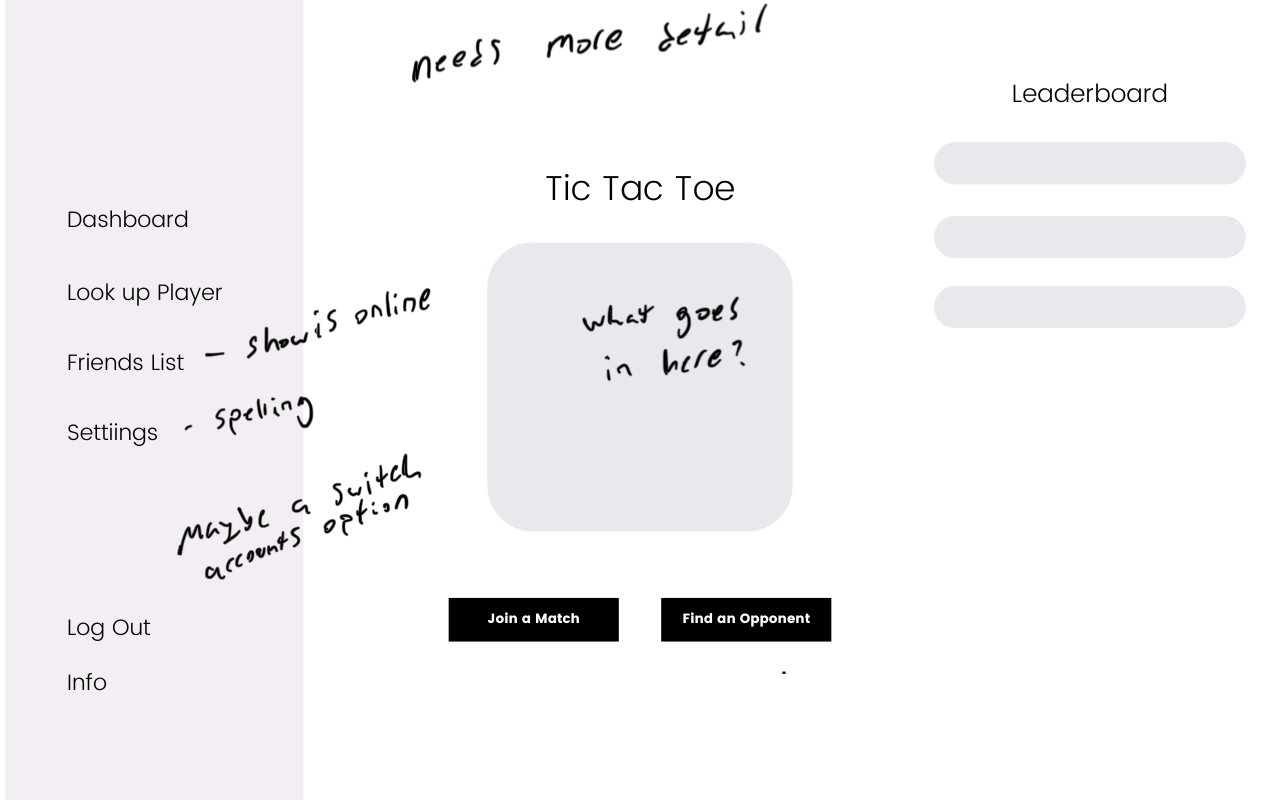 needs more detail
Leaderboard
Tic Tac Toe
Dashboard
Look up Player
Friends List - show is online
Settiings - spelling
what goes
in here?
maybe a switch
accounts option
Join a Match
Find an Opponent
Log Out
Info